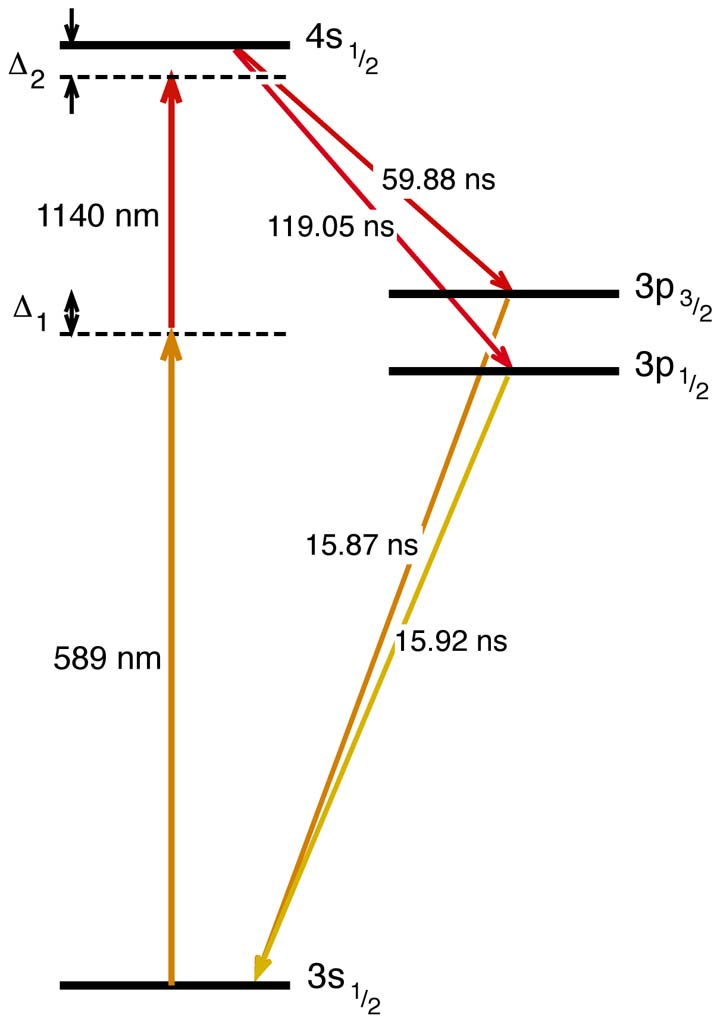 4s 1/2
Δ2
59.88 ns
1140 nm
119.05 ns
3p 3/2
Δ1
3p 1/2
15.87 ns
15.92 ns
589 nm
3s 1/2